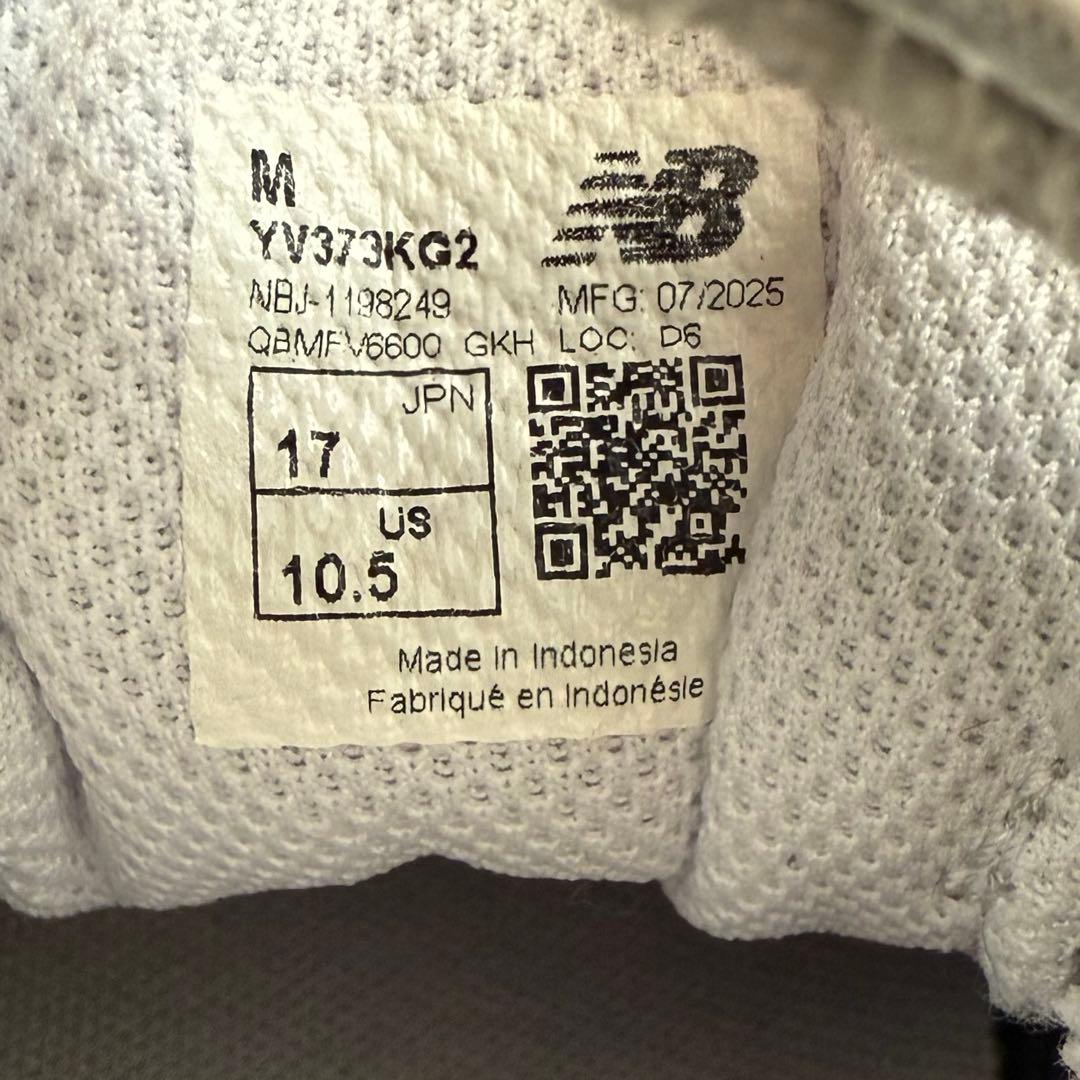 M
NB
YV373KG2
NBJ-1198249 MFG: 07/2025
QBMFV6600 GKH LOC: D6
JPN
17
US
10.5
Made in Indonesia
Fabriqué en Indonésie